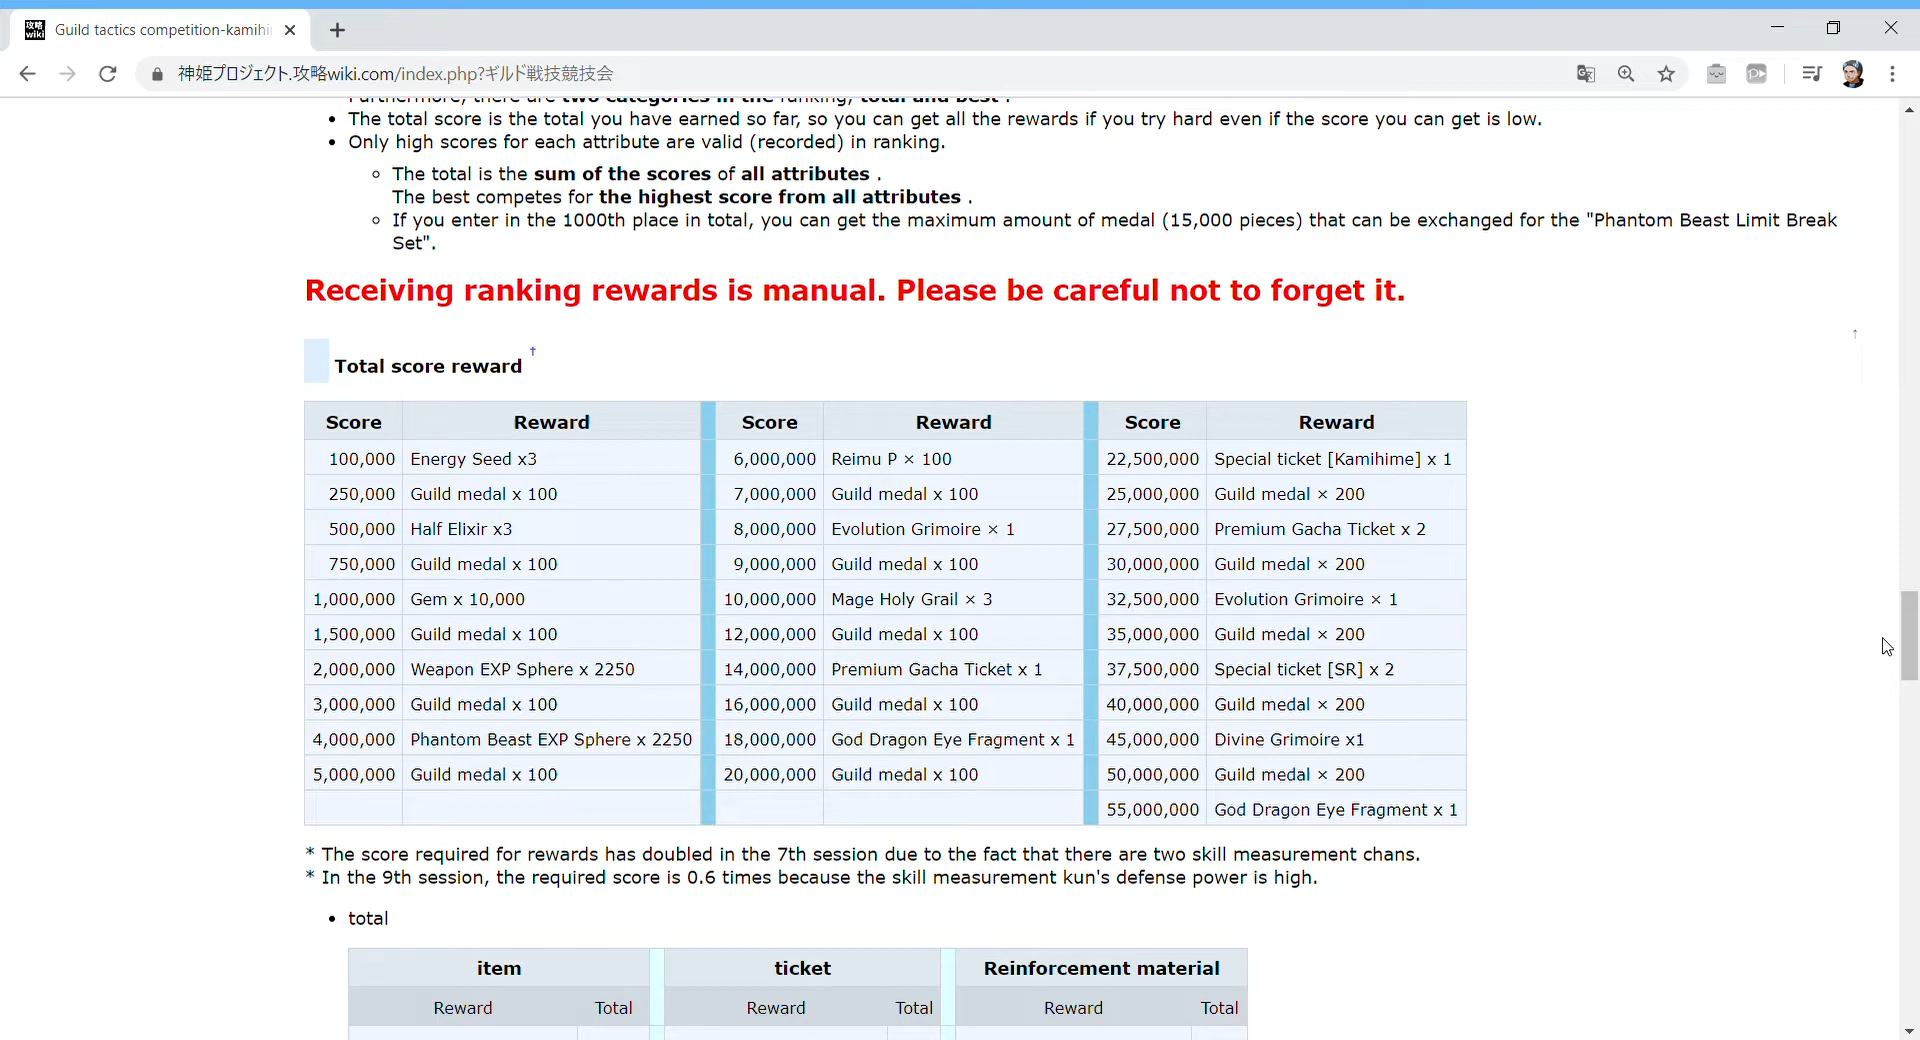 攻略
wiki
Guild tactics competition-kamihi
神姫プロジェクト.攻略wiki.com/index.php?ギルド戦技競技会
Furthermore, there are two categories in the ranking, total and best .
• The total score is the total you have earned so far, so you can get all the rewards if you try hard even if the score you can get is low.
• Only high scores for each attribute are valid (recorded) in ranking.
The total is the sum of the scores of all attributes .
The best competes for the highest score from all attributes .
If you enter in the 1000th place in total, you can get the maximum amount of medal (15,000 pieces) that can be exchanged for the "Phantom Beast Limit Break
Set".
Receiving ranking rewards is manual. Please be careful not to forget it.
↑
Total score reward †
Score Reward Score Reward Score Reward
100,000 Energy Seed x3 6,000,000 Reimu P × 100 22,500,000 Special ticket [Kamihime] x 1
250,000 Guild medal x 100 7,000,000 Guild medal x 100 25,000,000 Guild medal × 200
500,000 Half Elixir x3 8,000,000 Evolution Grimoire × 1 27,500,000 Premium Gacha Ticket x 2
750,000 Guild medal x 100 9,000,000 Guild medal x 100 30,000,000 Guild medal × 200
1,000,000 Gem x 10,000 10,000,000 Mage Holy Grail × 3 32,500,000 Evolution Grimoire × 1
1,500,000 Guild medal x 100 12,000,000 Guild medal x 100 35,000,000 Guild medal × 200
2,000,000 Weapon EXP Sphere x 2250 14,000,000 Premium Gacha Ticket x 1 37,500,000 Special ticket [SR] x 2
3,000,000 Guild medal x 100 16,000,000 Guild medal x 100 40,000,000 Guild medal × 200
4,000,000 Phantom Beast EXP Sphere x 2250 18,000,000 God Dragon Eye Fragment x 1 45,000,000 Divine Grimoire x1
5,000,000 Guild medal x 100 20,000,000 Guild medal x 100 50,000,000 Guild medal × 200
55,000,000 God Dragon Eye Fragment x 1
* The score required for rewards has doubled in the 7th session due to the fact that there are two skill measurement chans.
* In the 9th session, the required score is 0.6 times because the skill measurement kun's defense power is high.
• total
item ticket Reinforcement material
Reward Total Reward Total Reward Total